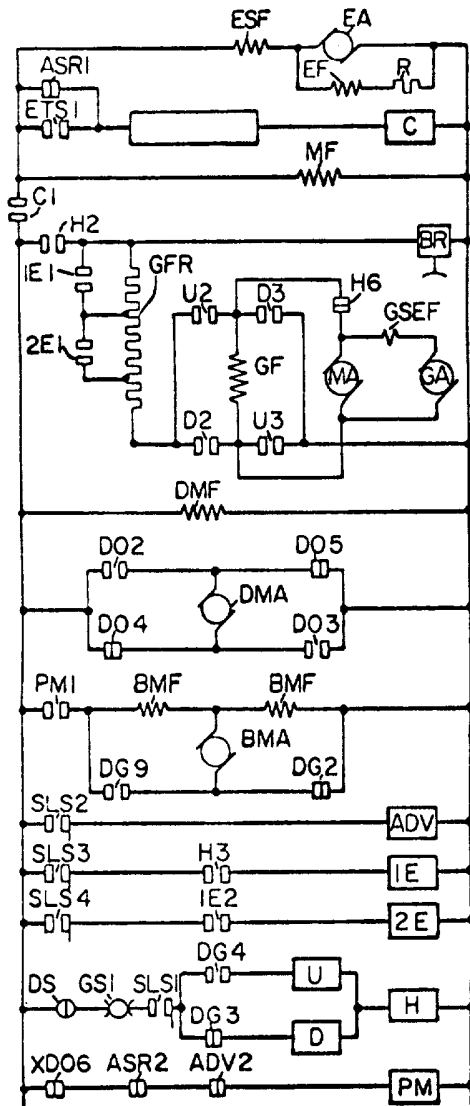 ESF EA
EF R
ASR1
ETS1
C
MF
C1
H2
BR
1E1
GFR
U2 D3 H6
GSEF
2E1
GF
MA GA
D2 U3
DMF
DO2 DO5
DMA
DO4 DO3
PM1 BMF BMF
BMA
DG9 DG2
SLS2
ADV
SLS3 H3
1E
SLS4 1E2
2E
DG4
U
DS GS1 SLS1
H
DG3
D
XDO6 ASR2 ADV2
PM